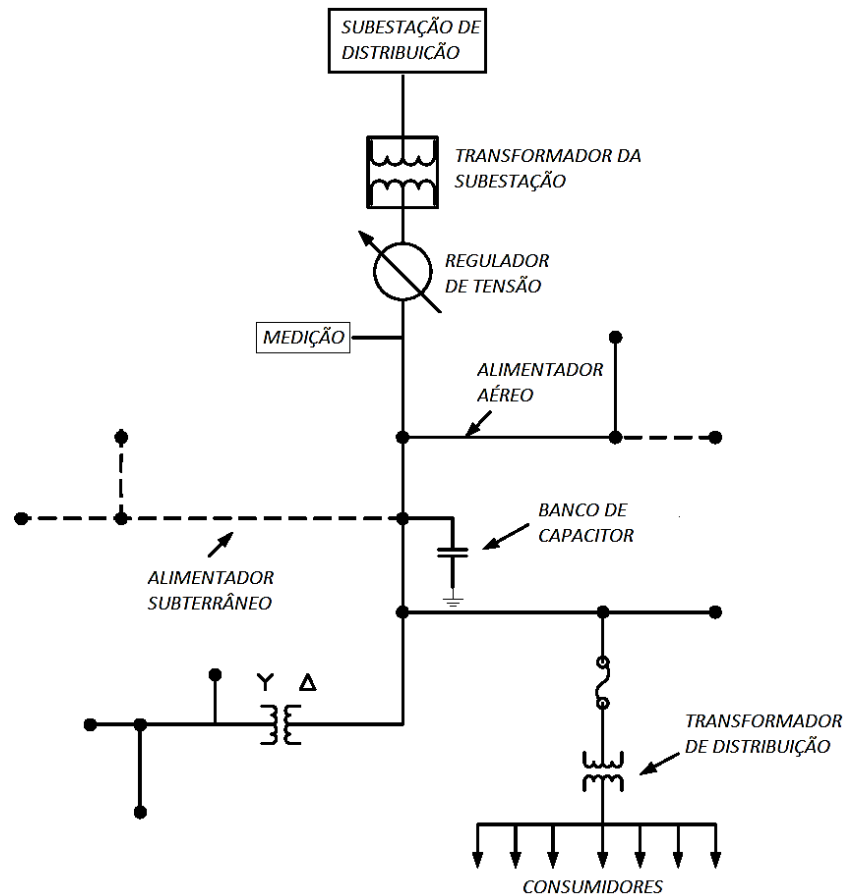 SUBESTAÇÃO DE
DISTRIBUIÇÃO
TRANSFORMADOR DA
SUBESTAÇÃO
REGULADOR
DE TENSÃO
MEDIÇÃO
ALIMENTADOR
AÉREO
BANCO DE
CAPACITOR
ALIMENTADOR
SUBTERRÂNEO
Y Δ
TRANSFORMADOR
DE DISTRIBUIÇÃO
CONSUMIDORES